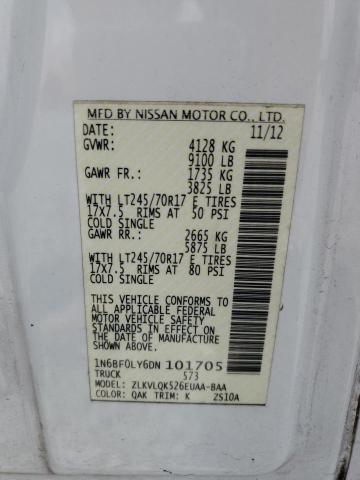 MFD BY NISSAN MOTOR CO., LTD.
DATE: 11/12
GVWR: 4128 KG
9100 LB
GAWR FR.: 1735 KG
3825 LB
WITH LT245/70R17 E TIRES
17X7.5 RIMS AT 50 PSI
COLD SINGLE
GAWR RR.: 2665 KG
5875 LB
WITH LT245/70R17 E TIRES
17X7.5 RIMS AT 80 PSI
COLD SINGLE
THIS VEHICLE CONFORMS TO
ALL APPLICABLE FEDERAL
MOTOR VEHICLE SAFETY
STANDARDS IN EFFECT ON THE
DATE OF MANUFACTURE
SHOWN ABOVE.
1N6BF0LY6DN101705
TRUCK 573
MODEL: ZLKVLQK526EUAA-BAA
COLOR: QAK TRIM: K ZS10A